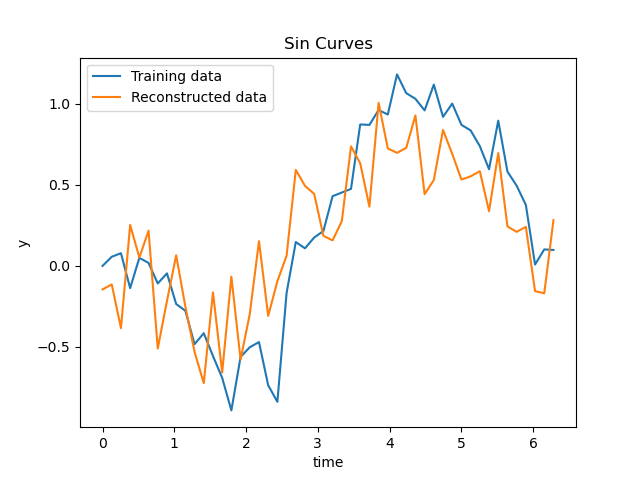 Sin Curves
Training data
Reconstructed data
1.0
0.5
0.0
−0.5
y
0 1 2 3 4 5 6
time